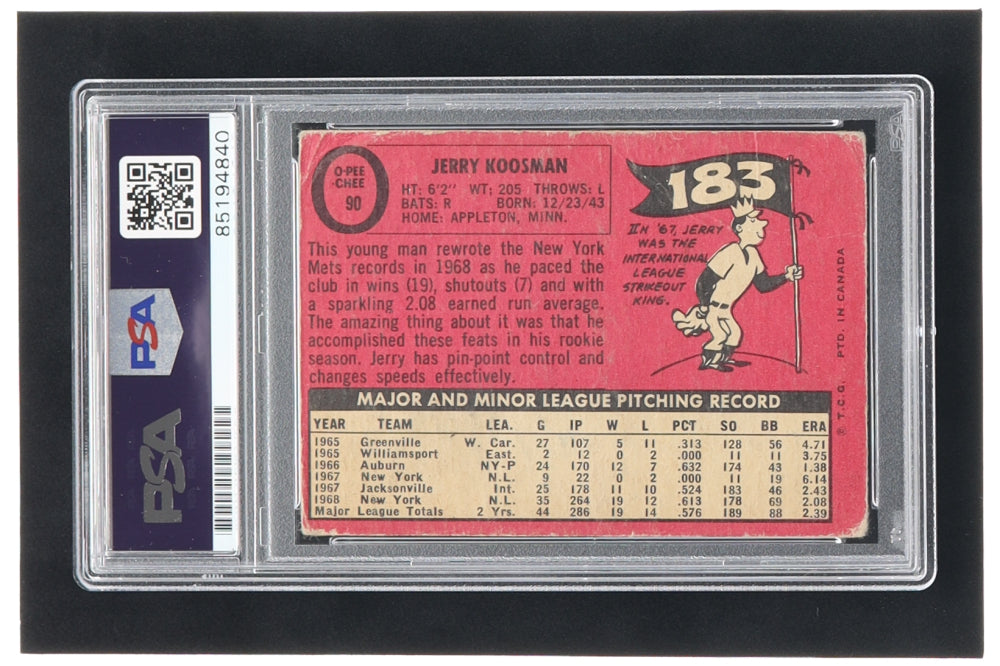 85194840
PSA
PSA
PSA
O-PEE
-CHEE
90
JERRY KOOSMAN
HT: 6'2" WT: 205 THROWS: L
BATS: R BORN: 12/23/43
HOME: APPLETON, MINN.
This young man rewrote the New York
Mets records in 1968 as he paced the
club in wins (19), shutouts (7) and with
a sparkling 2.08 earned run average.
The amazing thing about it was that he
accomplished these feats in his rookie
season. Jerry has pin-point control and
changes speeds effectively.
183
IN '67, JERRY
WAS THE
INTERNATIONAL
LEAGUE
STRIKEOUT
KING.
® T.C.G. PTD. IN CANADA
MAJOR AND MINOR LEAGUE PITCHING RECORD
YEAR TEAM LEA. G IP W L PCT SO BB ERA
1965 Greenville W. Car. 27 107 5 11 .313 128 56 4.71
1965 Williamsport East. 2 12 0 2 .000 11 11 3.75
1966 Auburn NY-P 24 170 12 7 .632 174 43 1.38
1967 New York N.L. 9 22 0 2 .000 11 19 6.14
1967 Jacksonville Int. 25 178 11 10 .524 183 46 2.43
1968 New York N.L. 35 264 19 12 .613 178 69 2.08
Major League Totals 2 Yrs. 44 286 19 14 .576 189 88 2.39